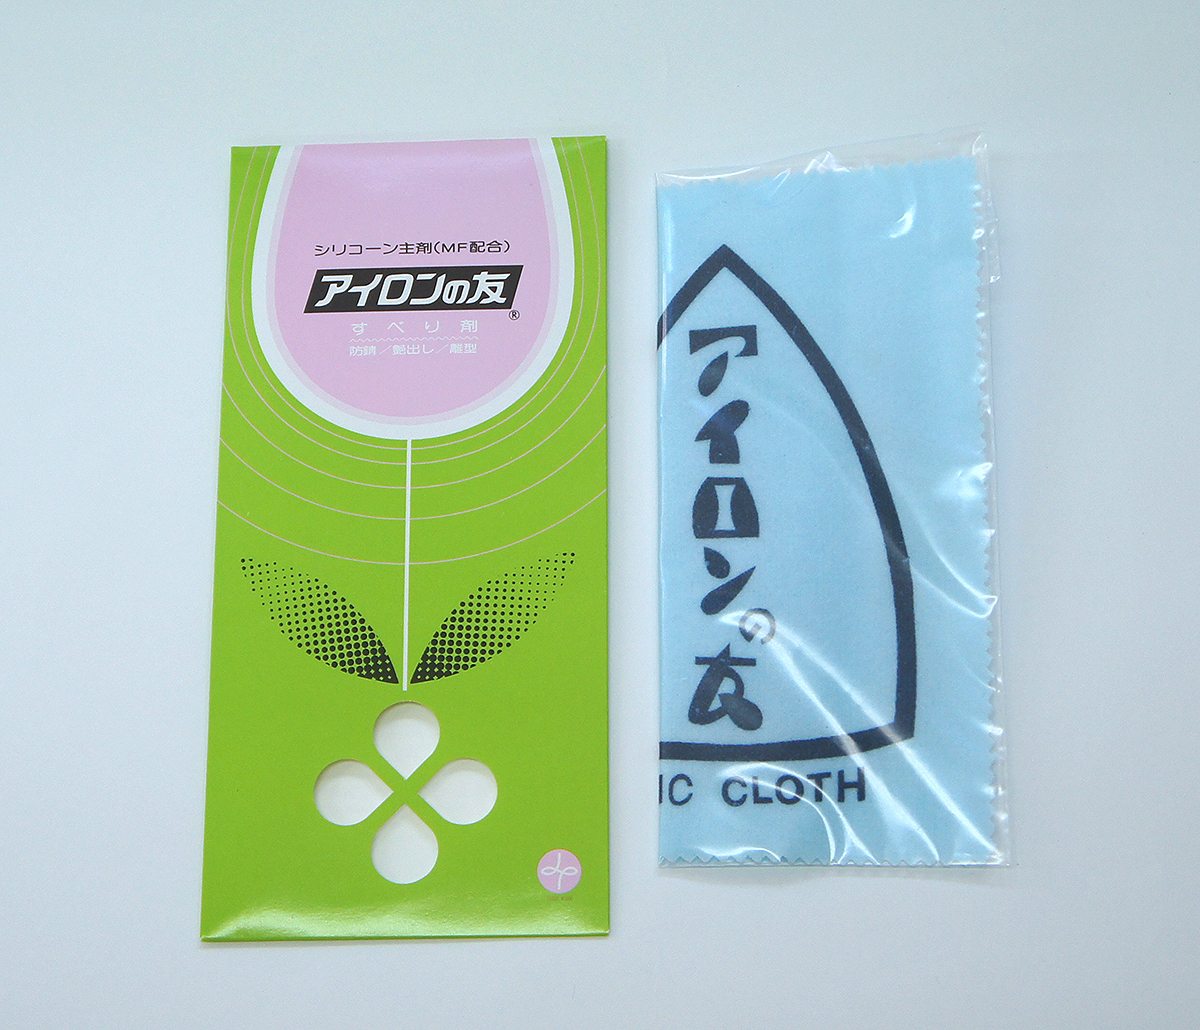 シリコーン主剤(MF配合)
アイロンの友®
すべり剤
防錆/艶出し/離型
アイロンの友
IC CLOTH